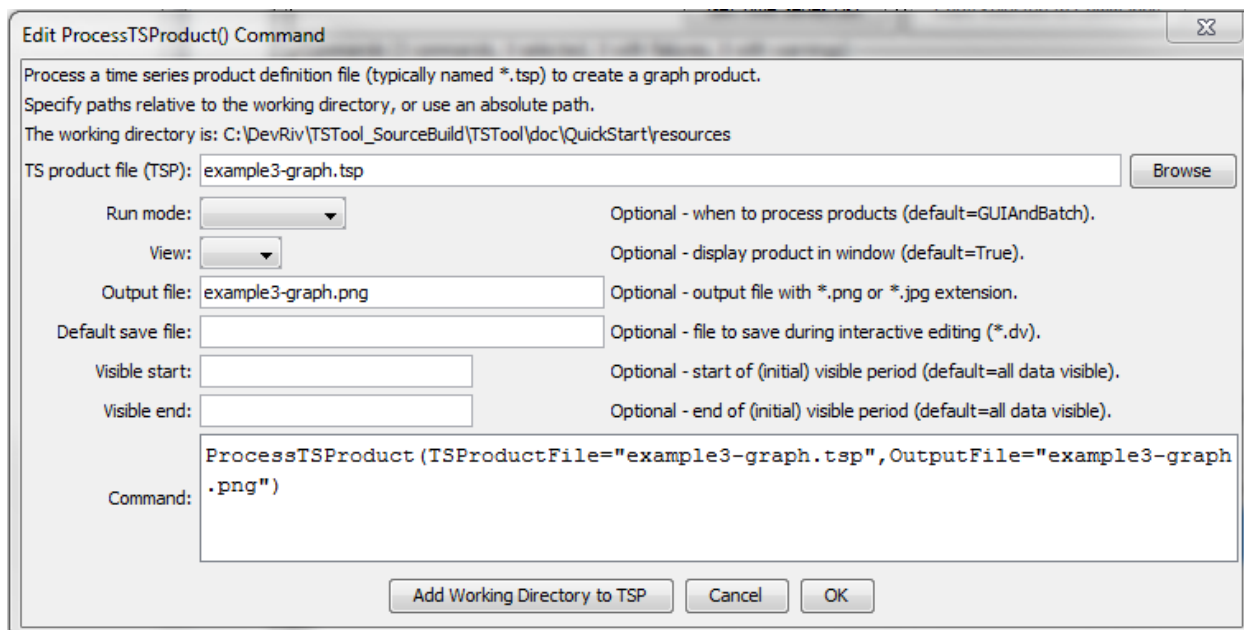 Edit ProcessTSProduct() Command
Process a time series product definition file (typically named *.tsp) to create a graph product.
Specify paths relative to the working directory, or use an absolute path.
The working directory is: C:\DevRiv\TSTool_SourceBuild\TSTool\doc\QuickStart\resources
TS product file (TSP): example3-graph.tsp Browse
Run mode: Optional - when to process products (default=GUIAndBatch).
View: Optional - display product in window (default=True).
Output file: example3-graph.png Optional - output file with *.png or *.jpg extension.
Default save file: Optional - file to save during interactive editing (*.dv).
Visible start: Optional - start of (initial) visible period (default=all data visible).
Visible end: Optional - end of (initial) visible period (default=all data visible).
ProcessTSProduct(TSProductFile="example3-graph.tsp",OutputFile="example3-graph
.png")
Command:
Add Working Directory to TSP Cancel OK